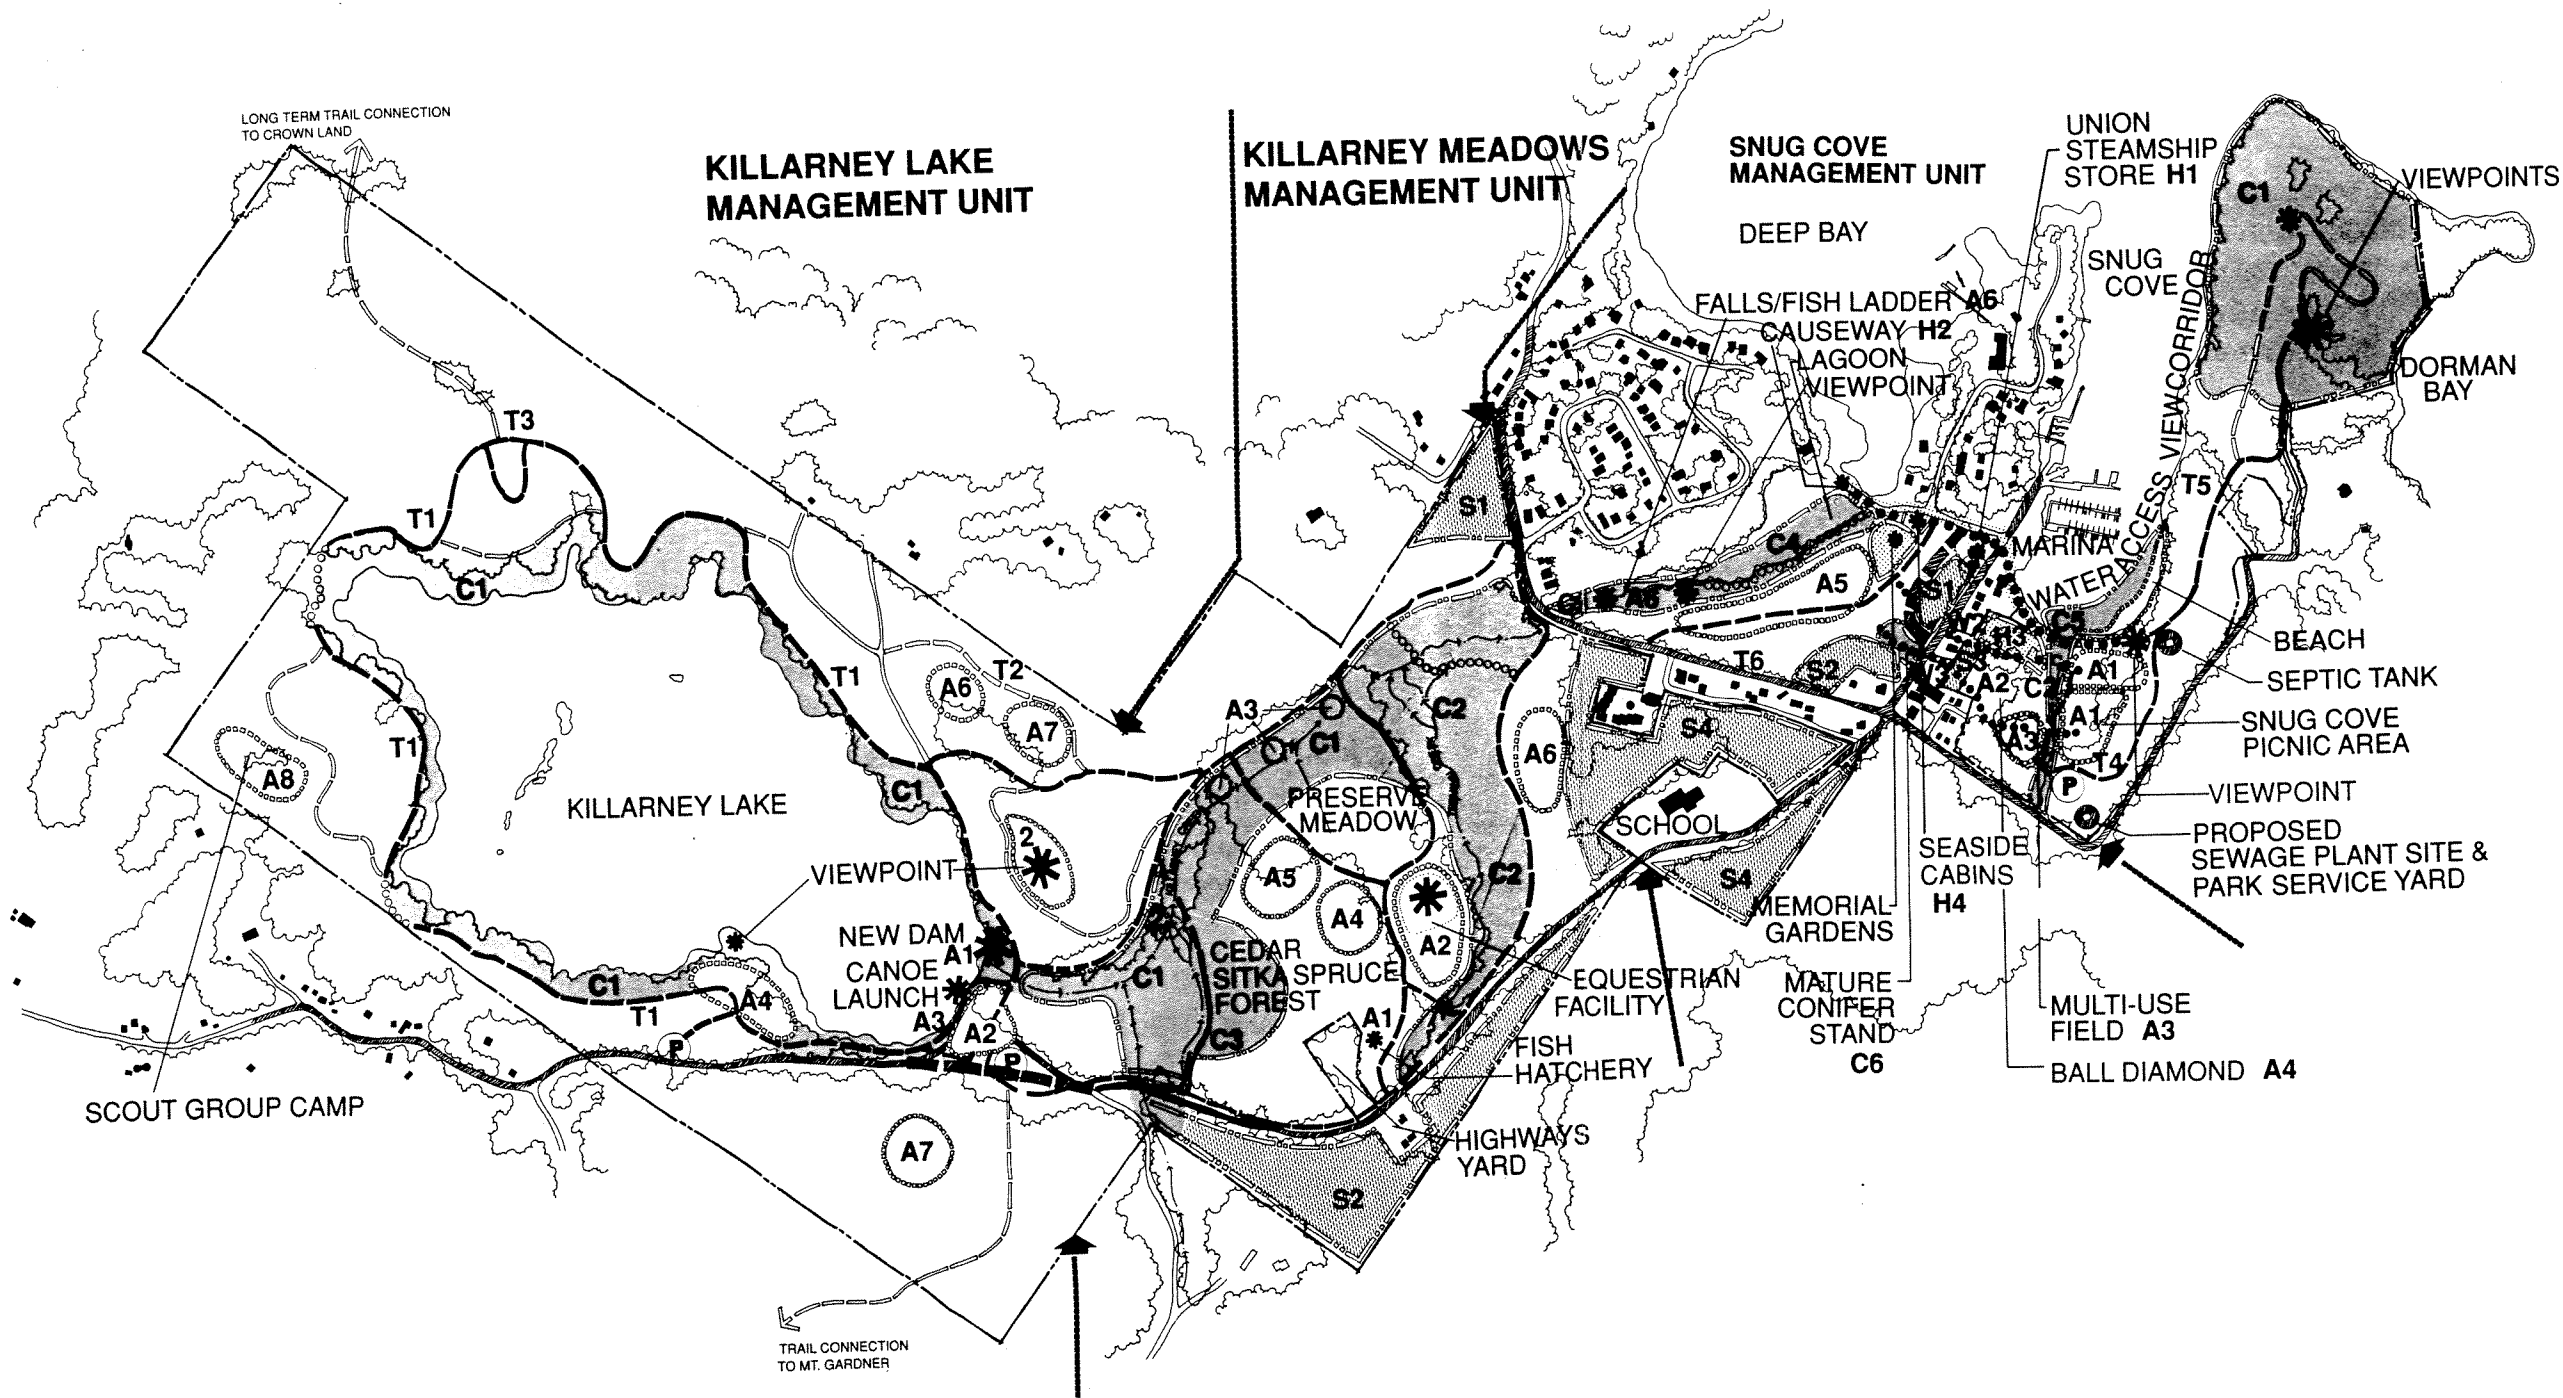 LONG TERM TRAIL CONNECTION
TO CROWN LAND
KILLARNEY LAKE
MANAGEMENT UNIT
KILLARNEY MEADOWS
MANAGEMENT UNIT
SNUG COVE
MANAGEMENT UNIT
DEEP BAY
UNION
STEAMSHIP
STORE H1
C1
VIEWPOINTS
SNUG
COVE
FALLS/FISH LADDER A6
CAUSEWAY H2
LAGOON
VIEWPOINT
DORMAN
BAY
WATER ACCESS VIEWCORRIDOR
T3
T1
C1
S1
T5
C4
A5
MARINA
C5
BEACH
SEPTIC TANK
SNUG COVE
PICNIC AREA
VIEWPOINT
PROPOSED
SEWAGE PLANT SITE &
PARK SERVICE YARD
T6
S2
H3
A2
C2
A1
A1
A3
T4
P
T1
T2
A6
A7
A3
C1
C2
A6
S4
T1
A8
C1
KILLARNEY LAKE
2
PRESERVE
MEADOW
SCHOOL
S4
C2
A5
A4
A2
VIEWPOINT
NEW DAM
A1
CANOE
LAUNCH
A3
A2
P
C1
CEDAR
SITKA SPRUCE
FOREST
C3
A1
EQUESTRIAN
FACILITY
FISH
HATCHERY
HIGHWAYS
YARD
SEASIDE
CABINS
H4
MEMORIAL
GARDENS
MATURE
CONIFER
STAND
C6
MULTI-USE
FIELD A3
BALL DIAMOND A4
C1
T1
A4
P
SCOUT GROUP CAMP
A7
S2
TRAIL CONNECTION
TO MT. GARDNER